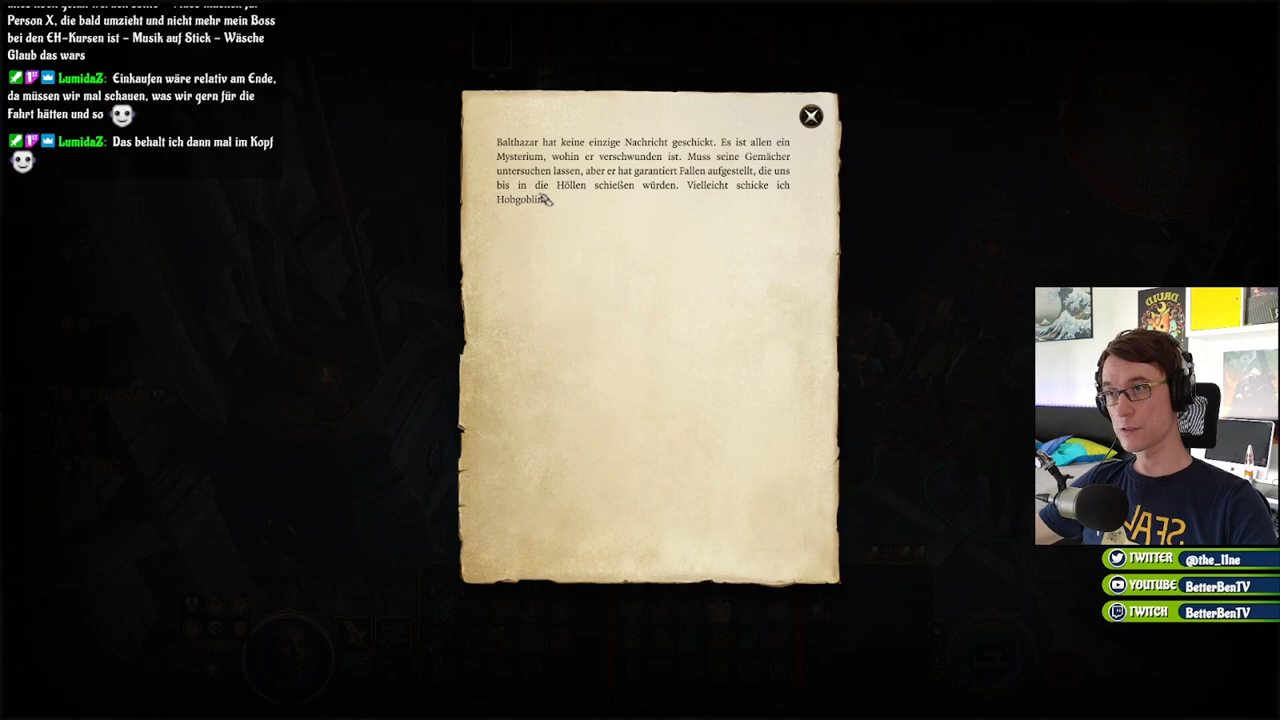 Person X, die bald umzieht und nicht mehr mein Boss
bei den EH-Kursen ist – Musik auf Stick – Wäsche
Glaub das wars
LumidaZ: Einkaufen wäre relativ am Ende,
da müssen wir mal schauen, was wir gern für die
Fahrt hätten und so
LumidaZ: Das behalt ich dann mal im Kopf
Balthazar hat keine einzige Nachricht geschickt. Es ist allen ein
Mysterium, wohin er verschwunden ist. Muss seine Gemächer
untersuchen lassen, aber er hat garantiert Fallen aufgestellt, die uns
bis in die Höllen schießen würden. Vielleicht schicke ich
DRUID
SEAL
TWITTER @the_11ne
YOUTUBE BetterBenTV
TWITCH BetterBenTV